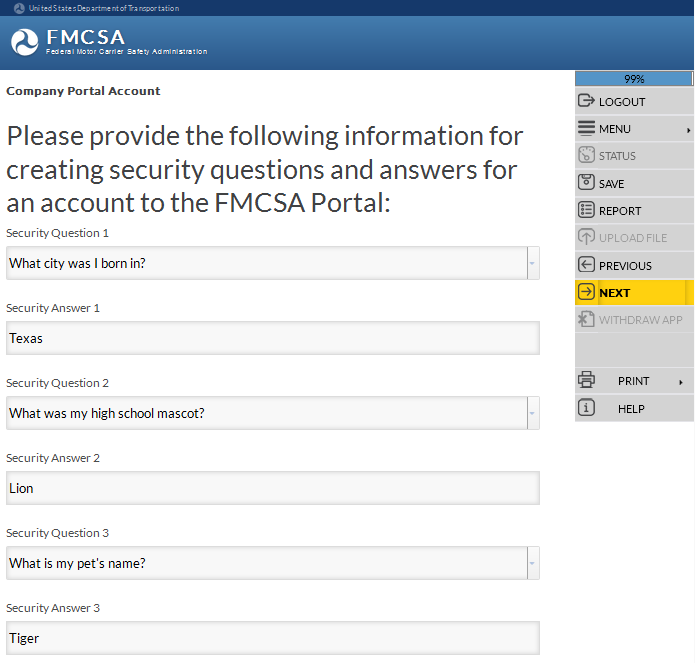 United States Department of Transportation
FMCSA
Federal Motor Carrier Safety Administration
Company Portal Account
Please provide the following information for
creating security questions and answers for
an account to the FMCSA Portal:
Security Question 1
What city was I born in?
Security Answer 1
Texas
Security Question 2
What was my high school mascot?
Security Answer 2
Lion
Security Question 3
What is my pet's name?
Security Answer 3
Tiger
99%
LOGOUT
MENU
STATUS
SAVE
REPORT
UPLOAD FILE
PREVIOUS
NEXT
WITHDRAW APP
PRINT
HELP